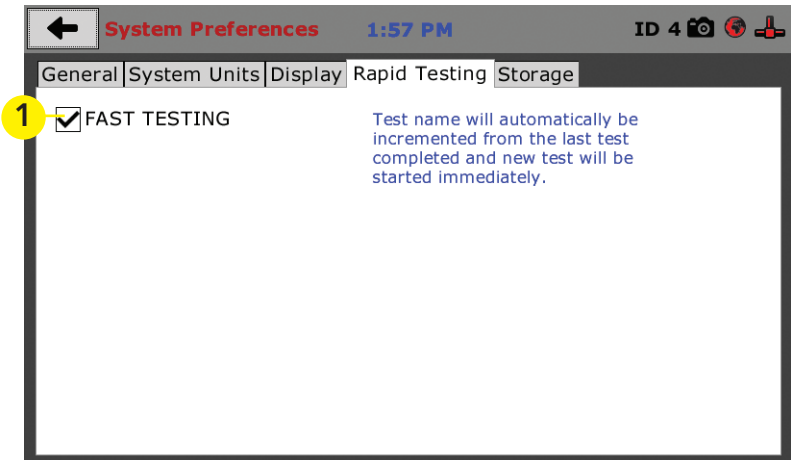 System Preferences 1:57 PM ID 4
General System Units Display Rapid Testing Storage
1 FAST TESTING
Test name will automatically be
incremented from the last test
completed and new test will be
started immediately.